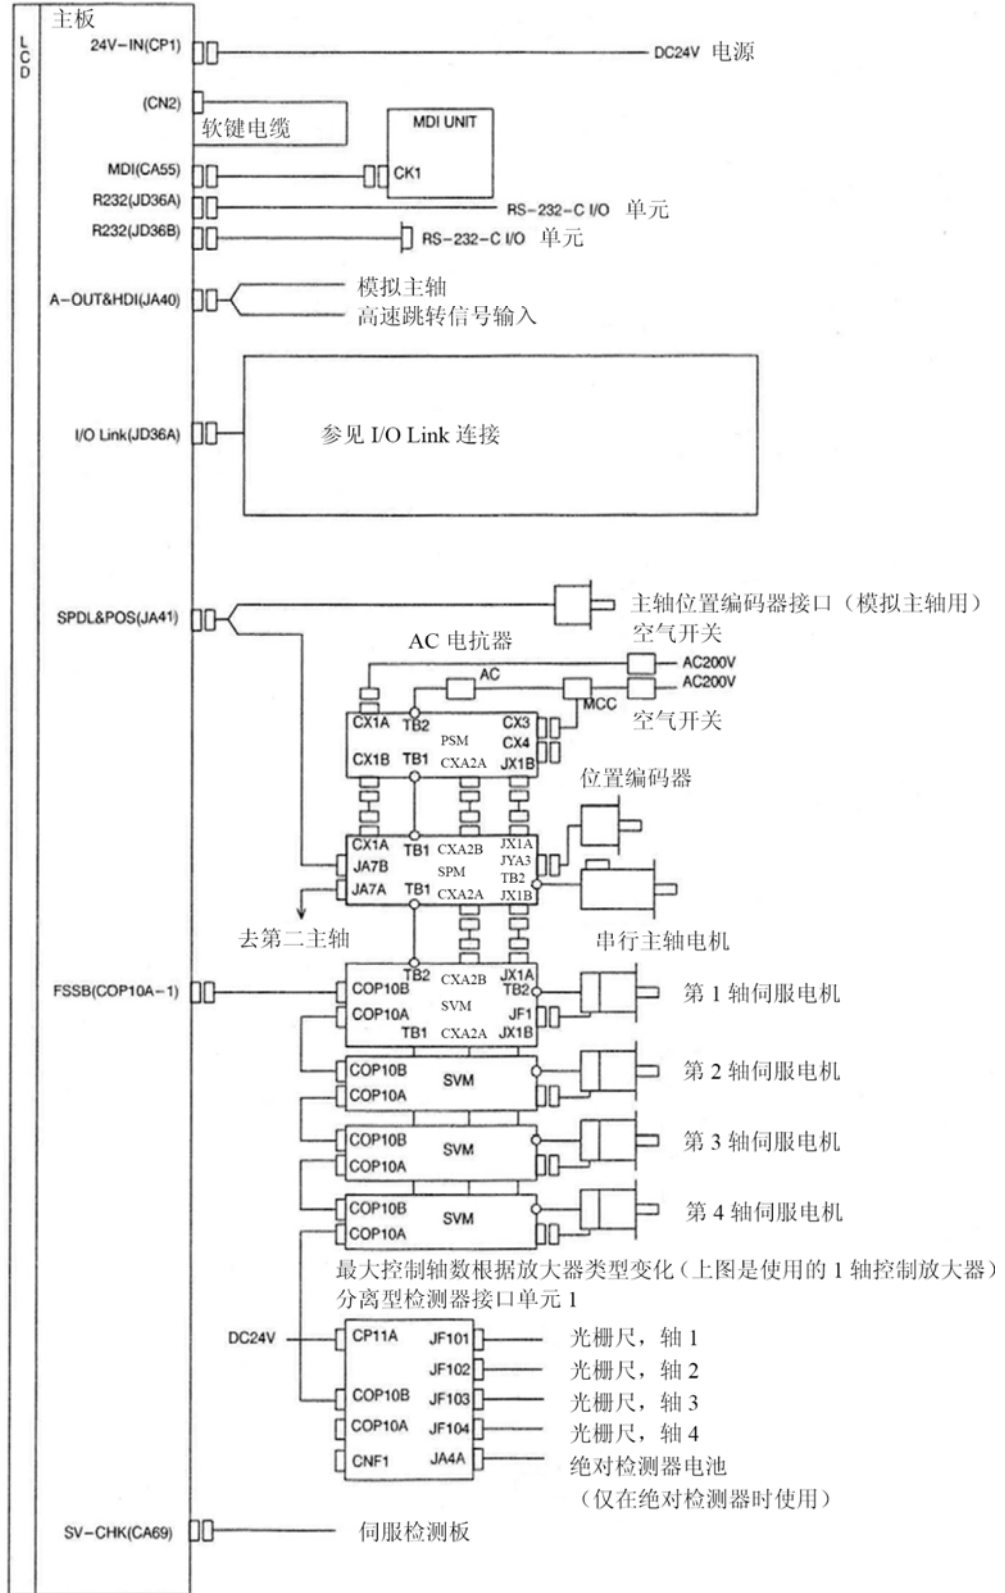 LCD
主板
24V-IN(CP1)
DC24V 电源
(CN2)
软键电缆
MDI UNIT
MDI(CA55)
CK1
R232(JD36A)
RS-232-C I/O 单元
R232(JD36B)
RS-232-C I/O 单元
A-OUT&HDI(JA40)
模拟主轴
高速跳转信号输入
I/O Link(JD36A)
参见 I/O Link 连接
SPDL&POS(JA41)
主轴位置编码器接口（模拟主轴用）
空气开关
AC 电抗器
AC200V
AC
AC200V
MCC
空气开关
CX1A TB2 CX3
PSM CX4
CX1B TB1 CXA2A JX1B
位置编码器
CX1A TB1 CXA2B JX1A
JA7B SPM JYA3
TB2
JA7A TB1 CXA2A JX1B
去第二主轴
串行主轴电机
FSSB(COP10A-1)
TB2 CXA2B JX1A
COP10B TB2
SVM
COP10A JF1
TB1 CXA2A JX1B
第 1 轴伺服电机
COP10B
SVM
COP10A
第 2 轴伺服电机
COP10B
SVM
COP10A
第 3 轴伺服电机
COP10B
SVM
COP10A
第 4 轴伺服电机
最大控制轴数根据放大器类型变化（上图是使用的 1 轴控制放大器）
分离型检测器接口单元 1
DC24V
CP11A JF101
光栅尺，轴 1
JF102
光栅尺，轴 2
COP10B JF103
光栅尺，轴 3
COP10A JF104
光栅尺，轴 4
CNF1 JA4A
绝对检测器电池
（仅在绝对检测器时使用）
SV-CHK(CA69)
伺服检测板